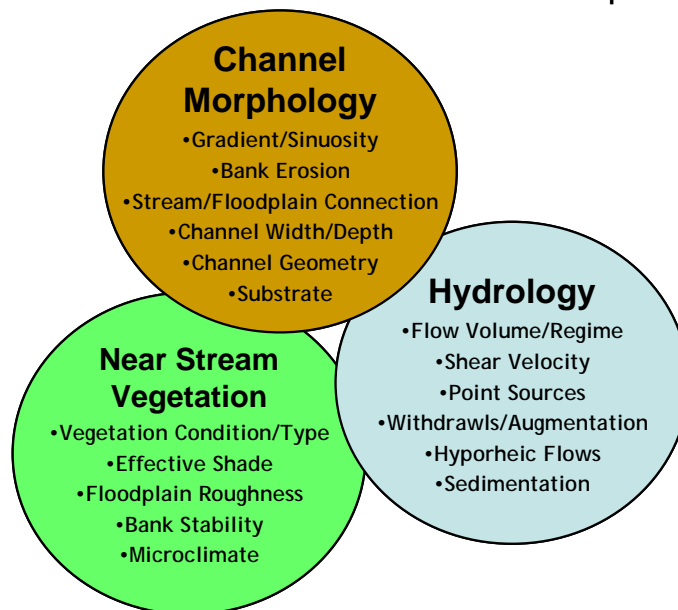 Channel
Morphology
•Gradient/Sinuosity
•Bank Erosion
•Stream/Floodplain Connection
•Channel Width/Depth
•Channel Geometry
•Substrate
Hydrology
•Flow Volume/Regime
•Shear Velocity
•Point Sources
•Withdrawls/Augmentation
•Hyporheic Flows
•Sedimentation
Near Stream
Vegetation
•Vegetation Condition/Type
•Effective Shade
•Floodplain Roughness
•Bank Stability
•Microclimate